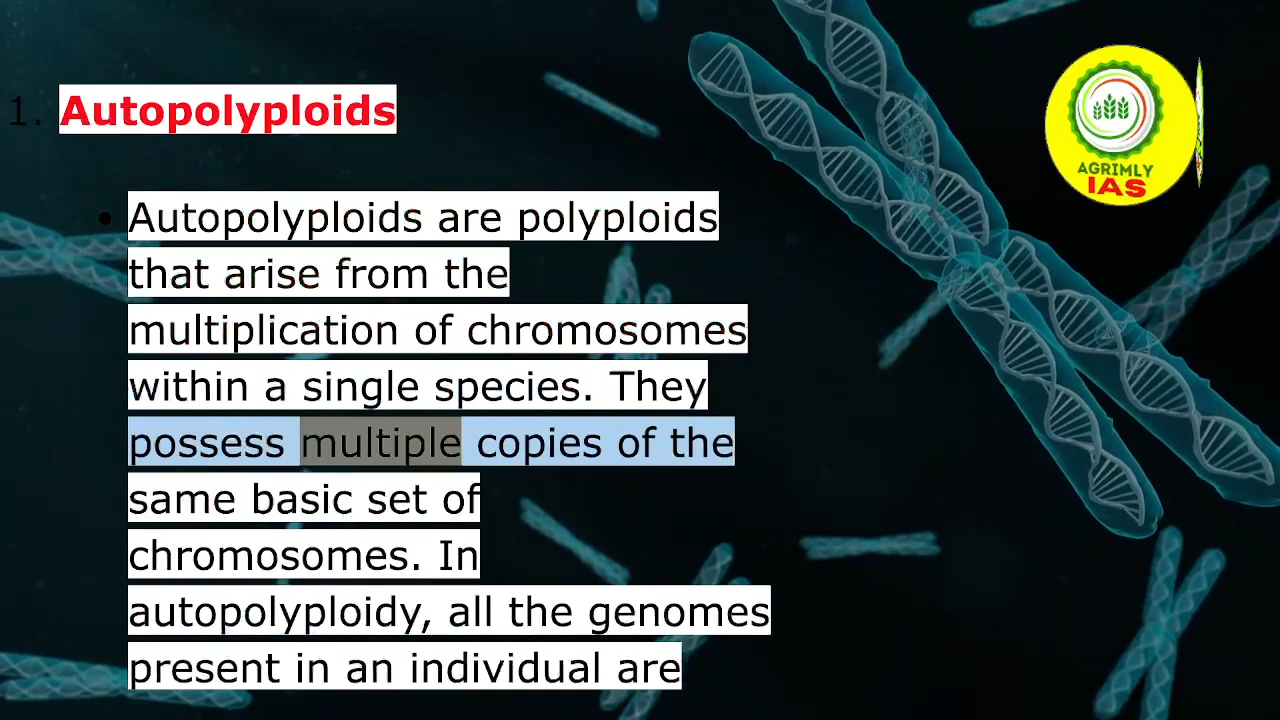 1. Autopolyploids
• Autopolyploids are polyploids
that arise from the
multiplication of chromosomes
within a single species. They
possess multiple copies of the
same basic set of
chromosomes. In
autopolyploidy, all the genomes
present in an individual are
AGRIMLY
IAS